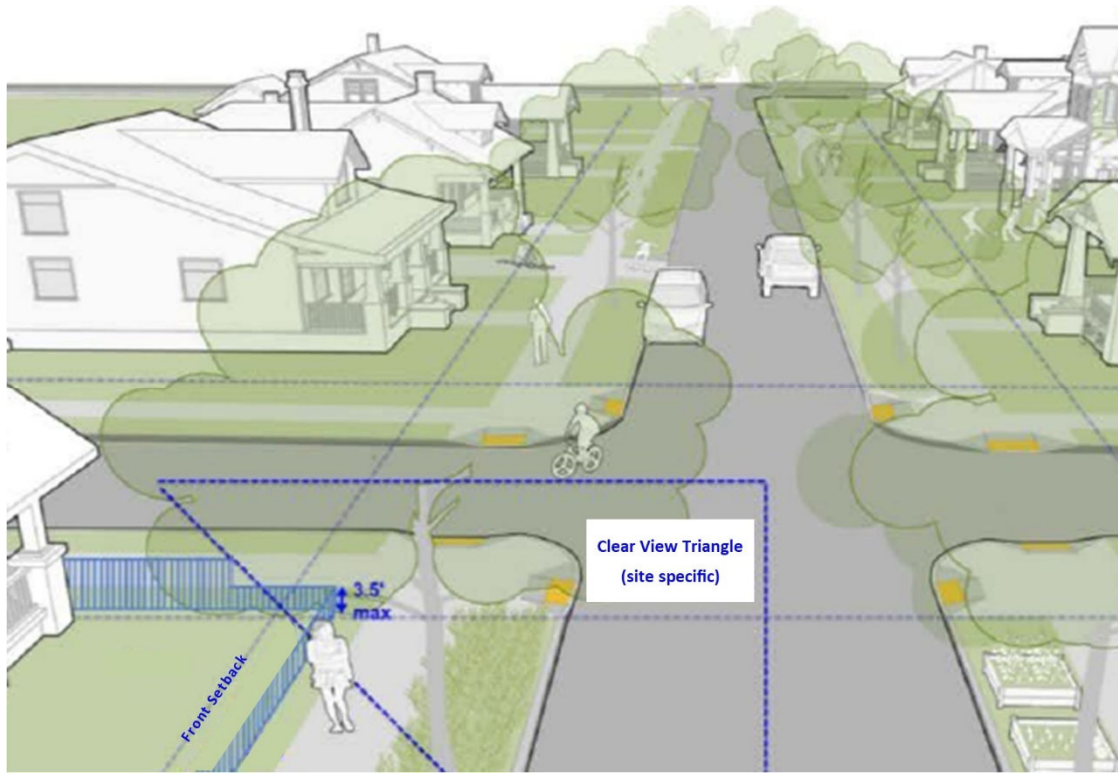 Clear View Triangle
(site specific)
3.5'
max
Front Setback